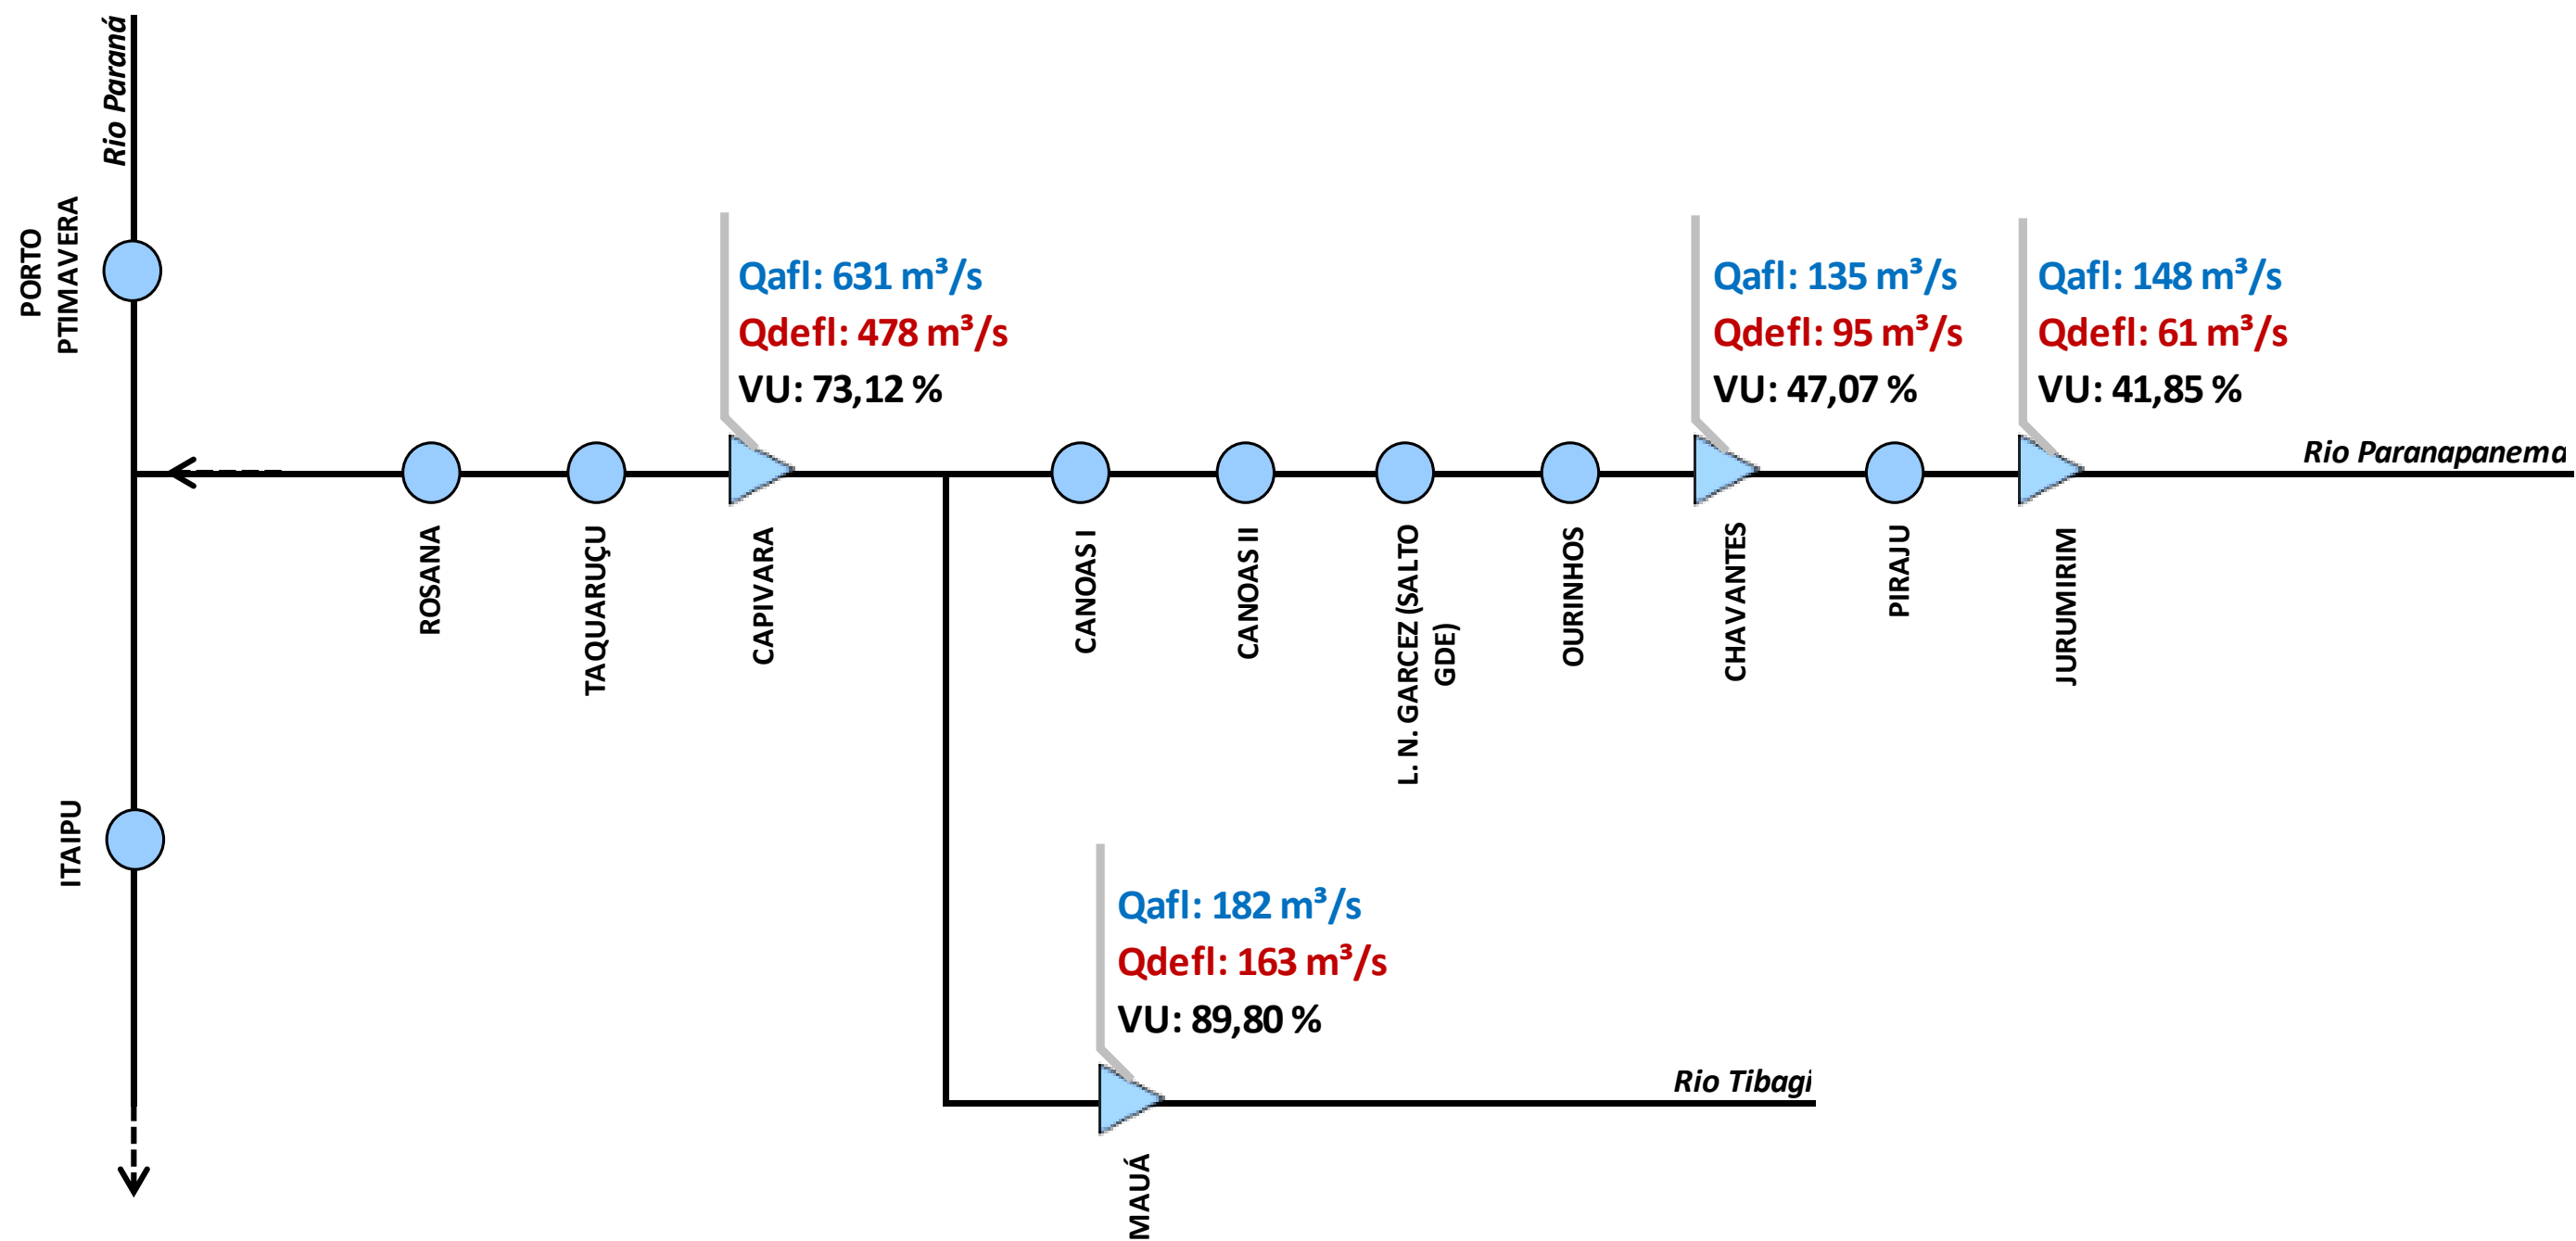 Rio Paraná
PORTO
PTIMAVERA
Qafl: 631 m³/s
Qdefl: 478 m³/s
VU: 73,12 %
Qafl: 135 m³/s
Qdefl: 95 m³/s
VU: 47,07 %
Qafl: 148 m³/s
Qdefl: 61 m³/s
VU: 41,85 %
Rio Paranapanema
ROSANA
TAQUARUÇU
CAPIVARA
CANOAS I
CANOAS II
L. N. GARCEZ (SALTO
GDE)
OURINHOS
CHAVANTES
PIRAJU
JURUMIRIM
ITAIPU
Qafl: 182 m³/s
Qdefl: 163 m³/s
VU: 89,80 %
Rio Tibagi
MAUÁ